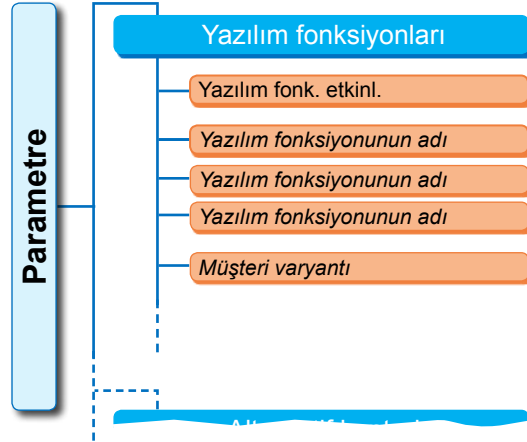 Parametre
Yazılım fonksiyonları
Yazılım fonk. etkinl.
Yazılım fonksiyonunun adı
Yazılım fonksiyonunun adı
Yazılım fonksiyonunun adı
Müşteri varyantı